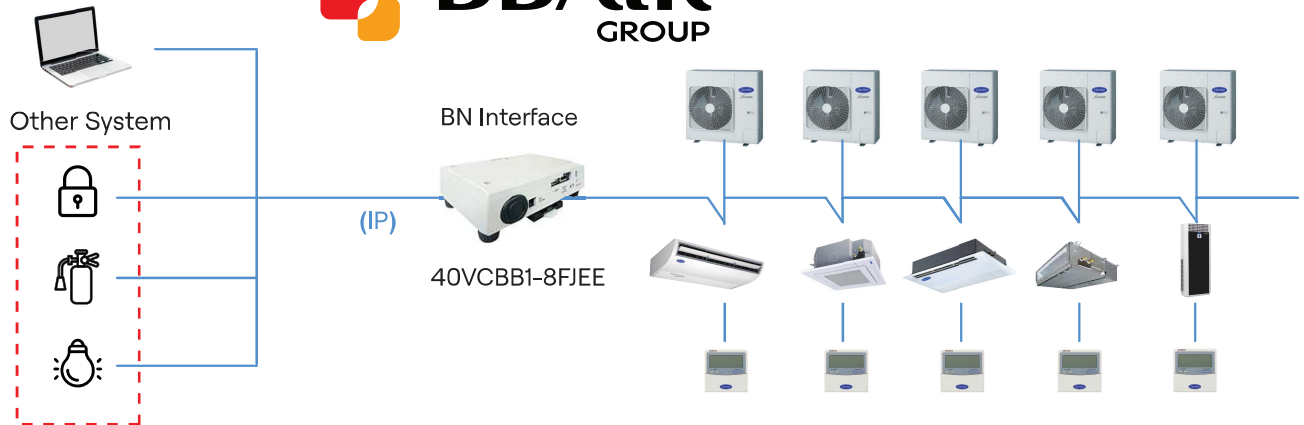 GROUP
Other System
BN Interface
(IP)
40VCBB1-8FJEE